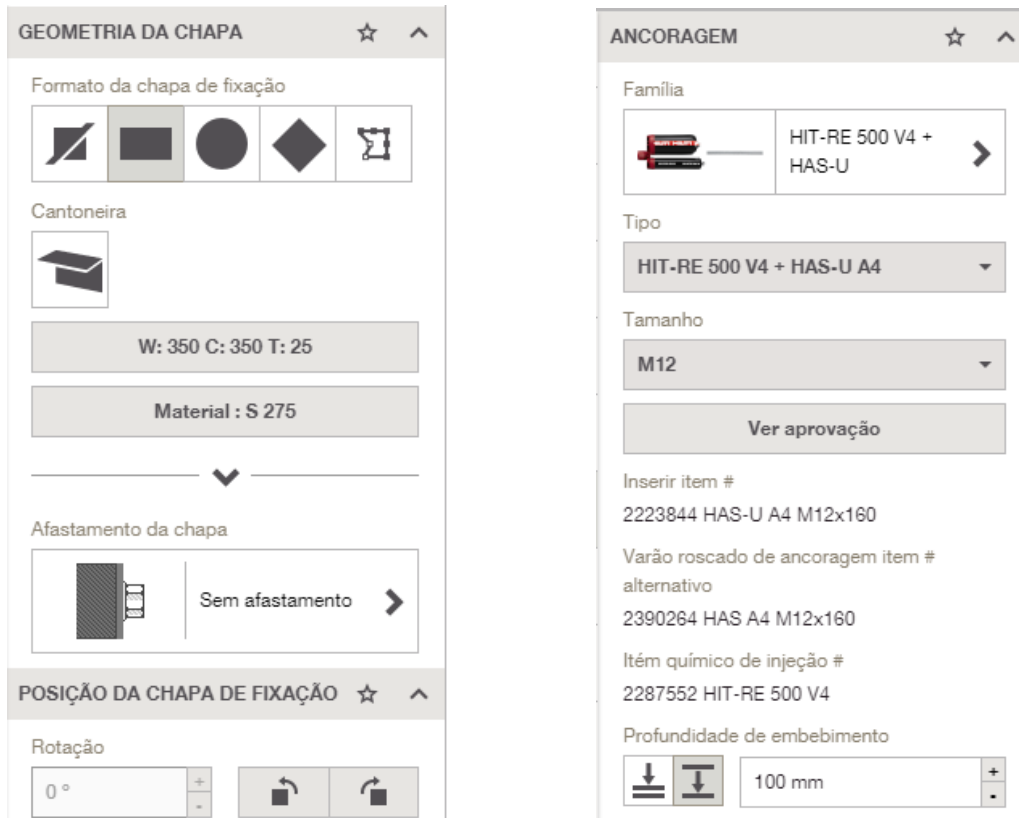 GEOMETRIA DA CHAPA
Formato da chapa de fixação
Cantoneira
W: 350 C: 350 T: 25
Material : S 275
Afastamento da chapa
Sem afastamento
POSIÇÃO DA CHAPA DE FIXAÇÃO
Rotação
0 °
+
-
ANCORAGEM
Família
HIT-RE 500 V4 +
HAS-U
Tipo
HIT-RE 500 V4 + HAS-U A4
Tamanho
M12
Ver aprovação
Inserir item #
2223844 HAS-U A4 M12x160
Varão roscado de ancoragem item #
alternativo
2390264 HAS A4 M12x160
Itém químico de injeção #
2287552 HIT-RE 500 V4
Profundidade de embebimento
100 mm
+
-